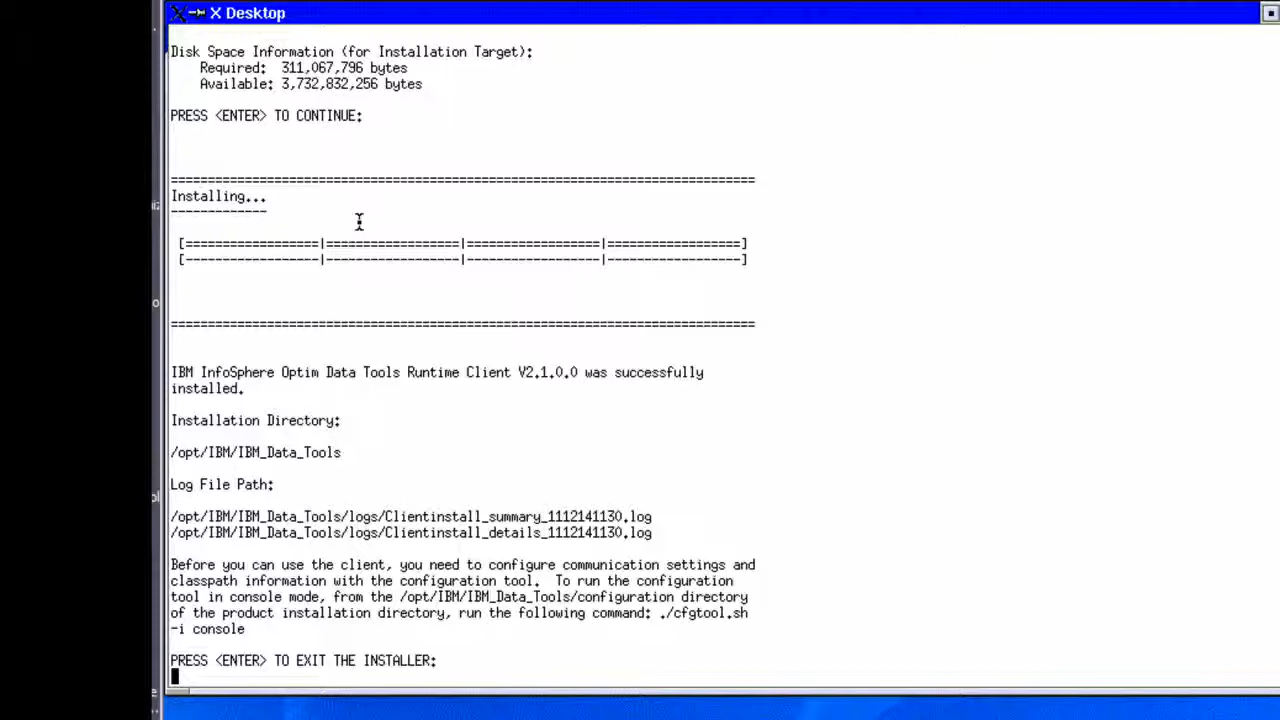 X Desktop
Disk Space Information (for Installation Target):
Required: 311,067,796 bytes
Available: 3,732,832,256 bytes
PRESS <ENTER> TO CONTINUE:
===============================================================================
Installing...
-------------
[==================|==================|==================|==================]
[------------------|------------------|------------------|------------------]
===============================================================================
IBM InfoSphere Optim Data Tools Runtime Client V2.1.0.0 was successfully
installed.
Installation Directory:
/opt/IBM/IBM_Data_Tools
Log File Path:
/opt/IBM/IBM_Data_Tools/logs/Clientinstall_summary_1112141130.log
/opt/IBM/IBM_Data_Tools/logs/Clientinstall_details_1112141130.log
Before you can use the client, you need to configure communication settings and
classpath information with the configuration tool. To run the configuration
tool in console mode, from the /opt/IBM/IBM_Data_Tools/configuration directory
of the product installation directory, run the following command: ./cfgtool.sh
-i console
PRESS <ENTER> TO EXIT THE INSTALLER: